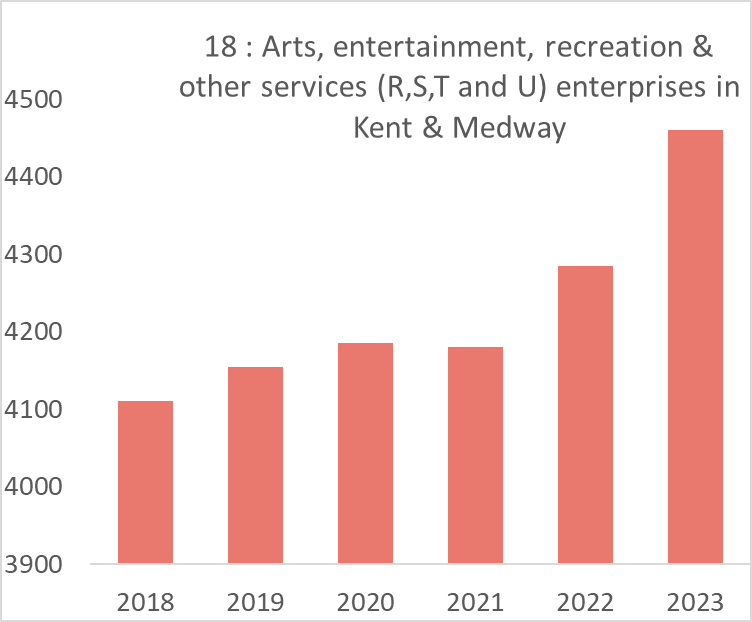 18 : Arts, entertainment, recreation &
other services (R,S,T and U) enterprises in
Kent & Medway
4500
4400
4300
4200
4100
4000
3900
2018 2019 2020 2021 2022 2023